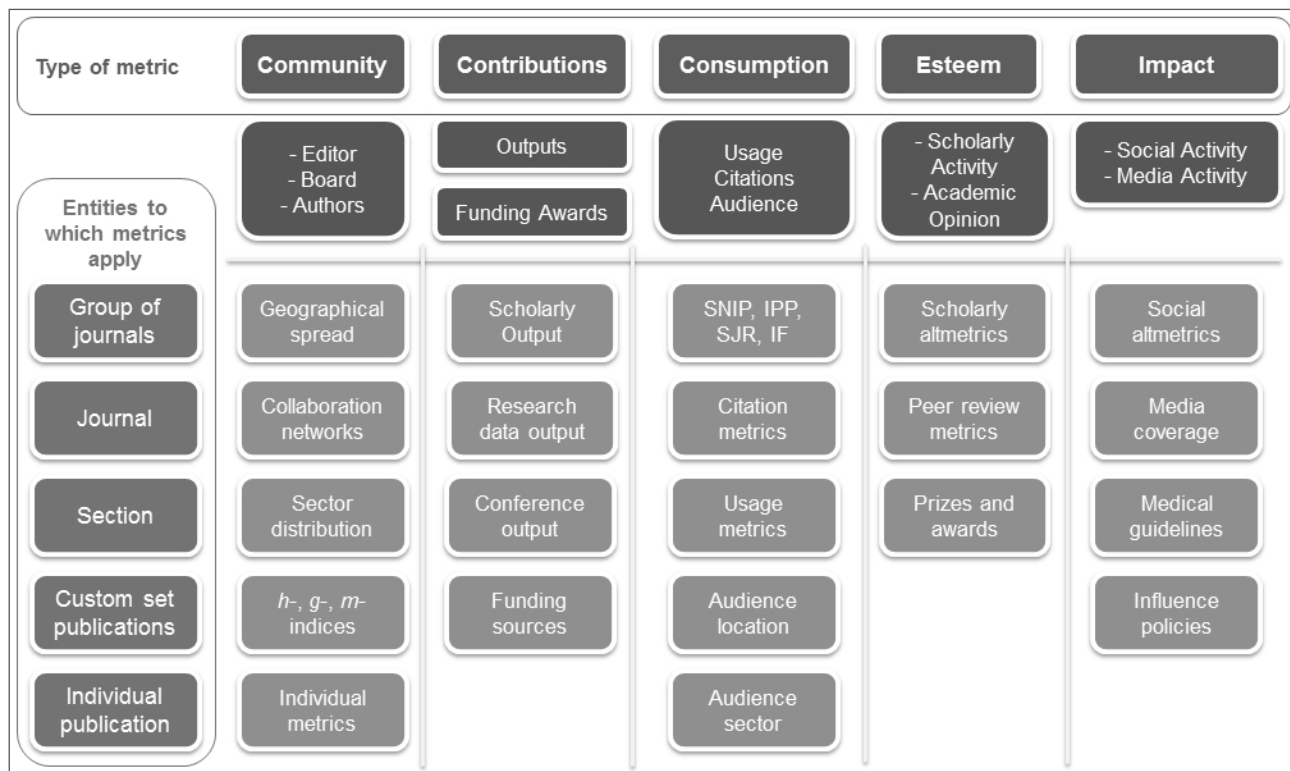 Type of metric
Community
Contributions
Consumption
Esteem
Impact
- Editor
- Board
- Authors
Outputs
Funding Awards
Usage
Citations
Audience
- Scholarly
Activity
- Academic
Opinion
- Social Activity
- Media Activity
Entities to
which metrics
apply
Group of
journals
Geographical
spread
Scholarly
Output
SNIP, IPP,
SJR, IF
Scholarly
altmetrics
Social
altmetrics
Journal
Collaboration
networks
Research
data output
Citation
metrics
Peer review
metrics
Media
coverage
Section
Sector
distribution
Conference
output
Usage
metrics
Prizes and
awards
Medical
guidelines
Custom set
publications
h-, g-, m-
indices
Funding
sources
Audience
location
Influence
policies
Individual
publication
Individual
metrics
Audience
sector